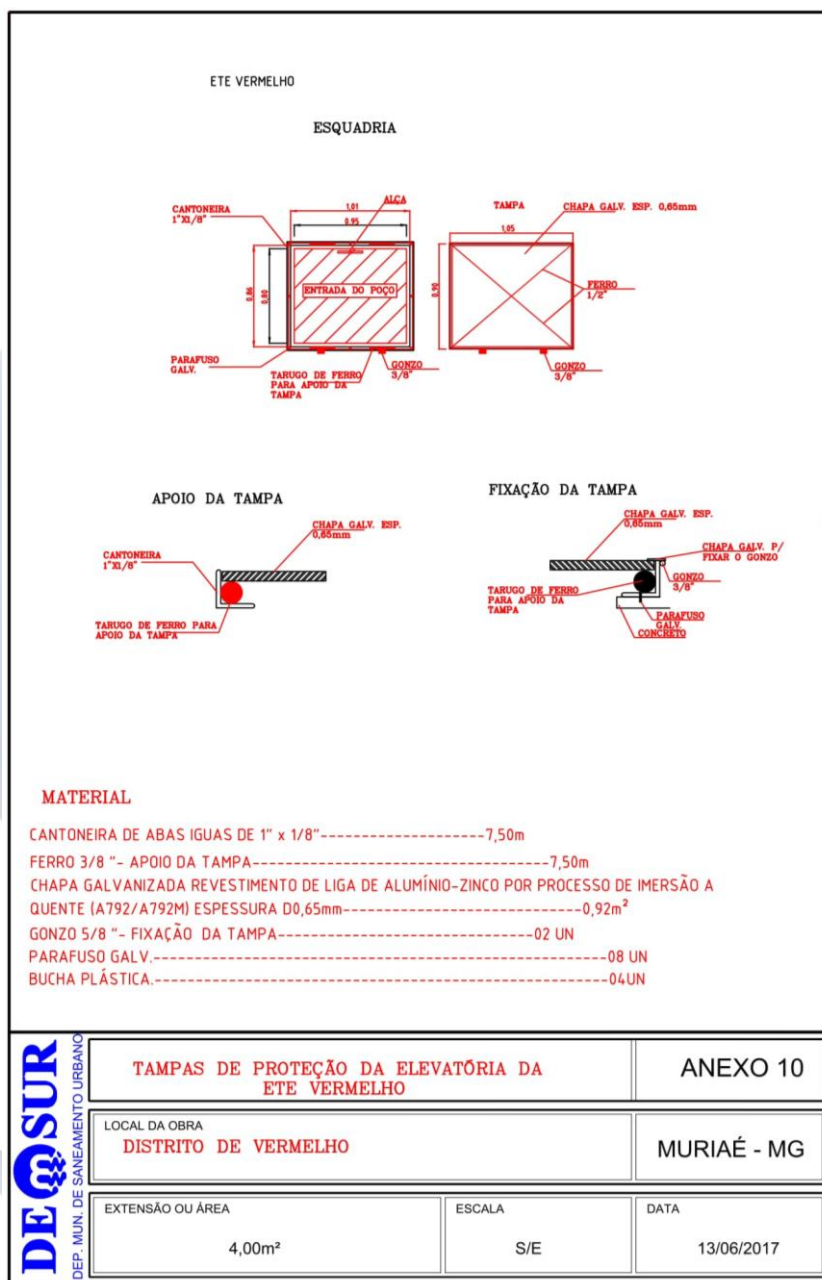 ETE VERMELHO
ESQUADRIA
CANTONEIRA
1"X1/8"
1,01
ALÇA
0.95
0,86
0,80
ENTRADA DO POÇO
PARAFUSO
GALV.
TARUGO DE FERRO
PARA APOIO DA
TAMPA
GONZO
3/8"
TAMPA
CHAPA GALV. ESP. 0,65mm
1,05
0,90
FERRO
1/2"
GONZO
3/8"
APOIO DA TAMPA
CHAPA GALV. ESP.
0,65mm
CANTONEIRA
1"X1/8"
TARUGO DE FERRO PARA
APOIO DA TAMPA
FIXAÇÃO DA TAMPA
CHAPA GALV. ESP.
0,65mm
CHAPA GALV. P/
FIXAR O GONZO
TARUGO DE FERRO
PARA APOIO DA
TAMPA
GONZO
3/8"
PARAFUSO
GALV.
CONCRETO
MATERIAL
CANTONEIRA DE ABAS IGUAS DE 1" x 1/8"-------------------7,50m
FERRO 3/8 "- APOIO DA TAMPA----------------------------------7,50m
CHAPA GALVANIZADA REVESTIMENTO DE LIGA DE ALUMÍNIO-ZINCO POR PROCESSO DE IMERSÃO A
QUENTE (A792/A792M) ESPESSURA D0,65mm----------------------------0,92m²
GONZO 5/8 "- FIXAÇÃO DA TAMPA------------------------------02 UN
PARAFUSO GALV.-----------------------------------------------------08 UN
BUCHA PLÁSTICA.-----------------------------------------------------04UN
DEMSUR
DEP. MUN. DE SANEAMENTO URBANO
TAMPAS DE PROTEÇÃO DA ELEVATÓRIA DA
ETE VERMELHO
ANEXO 10
LOCAL DA OBRA
DISTRITO DE VERMELHO
MURIAÉ - MG
EXTENSÃO OU ÁREA
4,00m²
ESCALA
S/E
DATA
13/06/2017